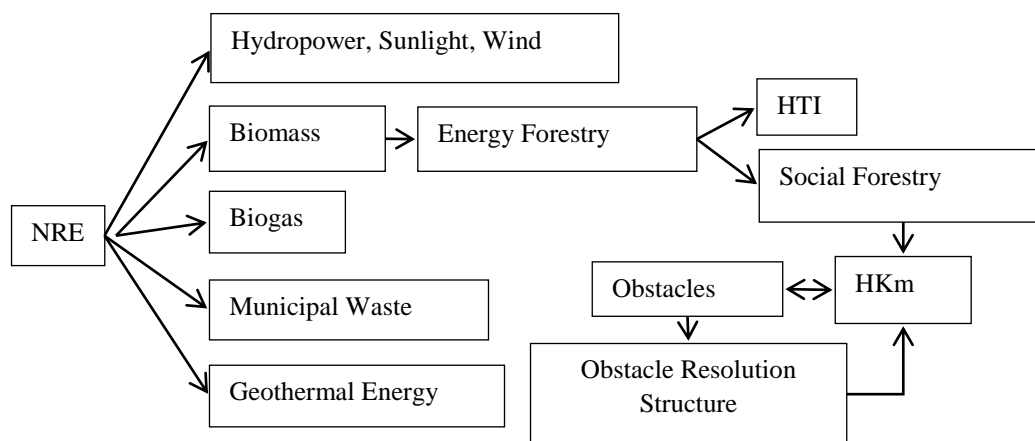 Hydropower, Sunlight, Wind
HTI
Biomass
Energy Forestry
Social Forestry
NRE
Biogas
Obstacles
HKm
Municipal Waste
Obstacle Resolution
Structure
Geothermal Energy